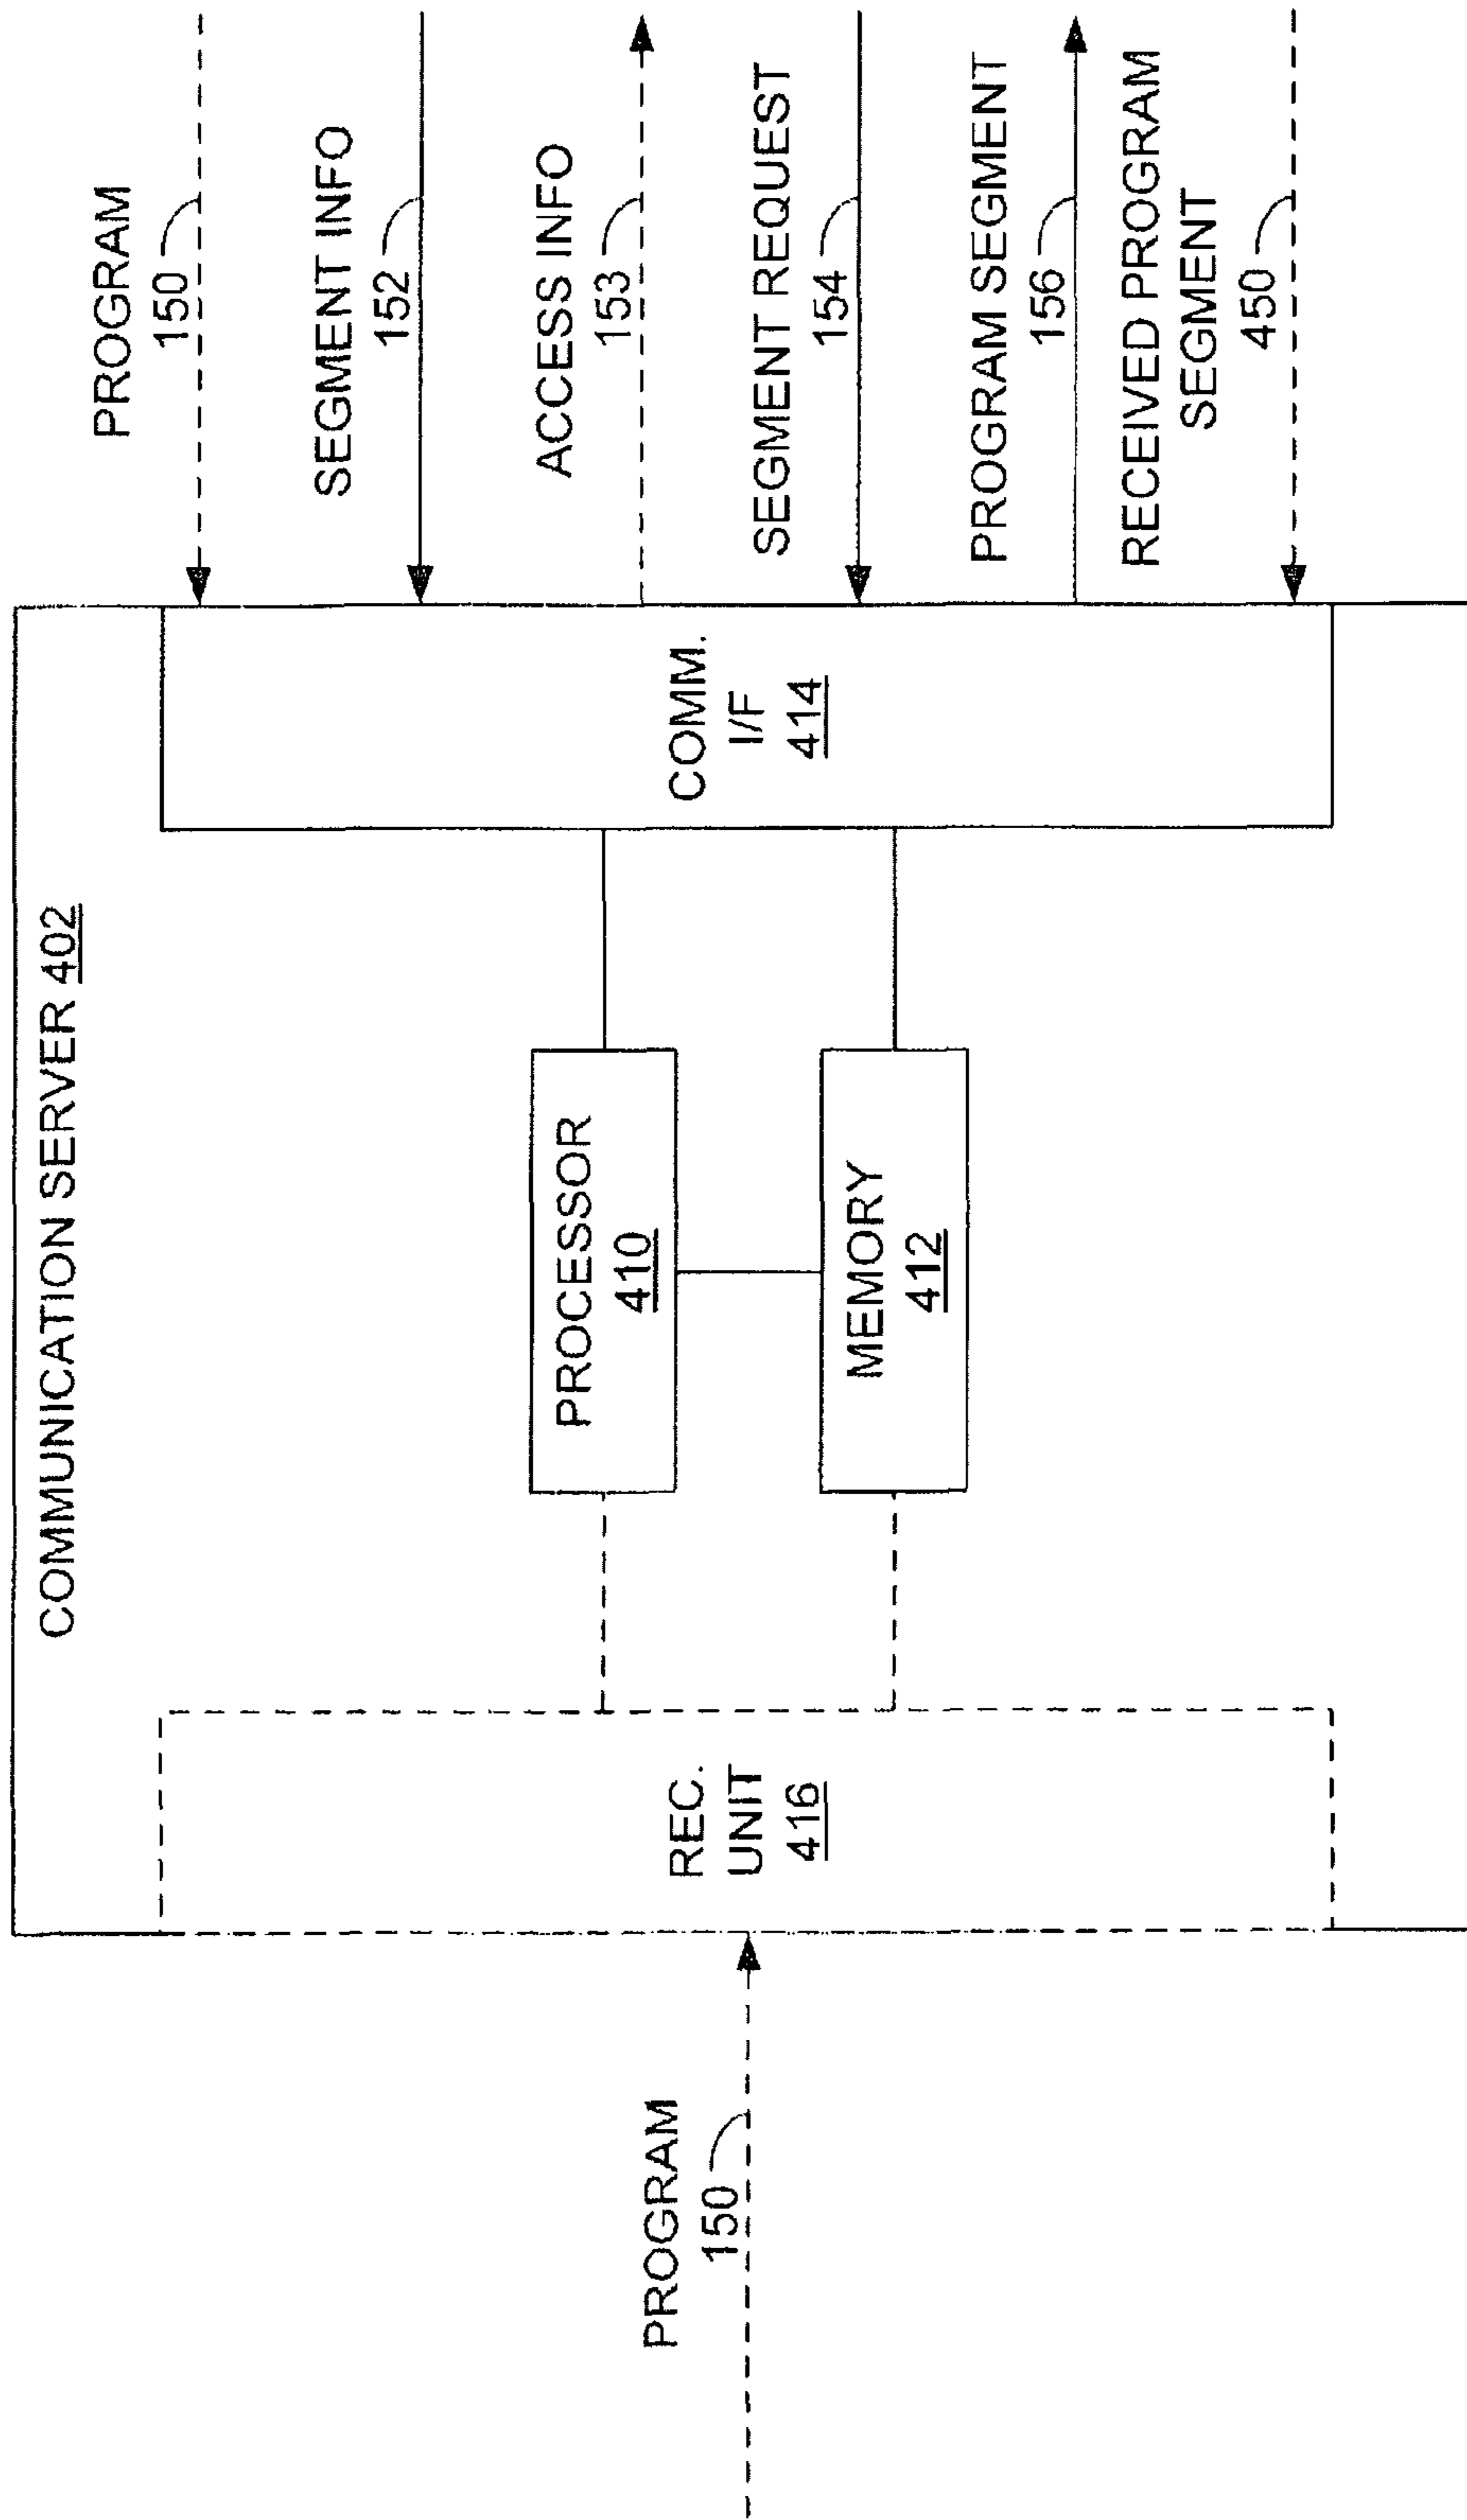 COMMUNICATION SERVER 402
PROGRAM
150
REC.
UNIT
416
PROCESSOR
410
MEMORY
412
COMM.
I/F
414
PROGRAM
150
SEGMENT INFO
152
ACCESS INFO
153
SEGMENT REQUEST
154
PROGRAM SEGMENT
156
RECEIVED PROGRAM
SEGMENT
450